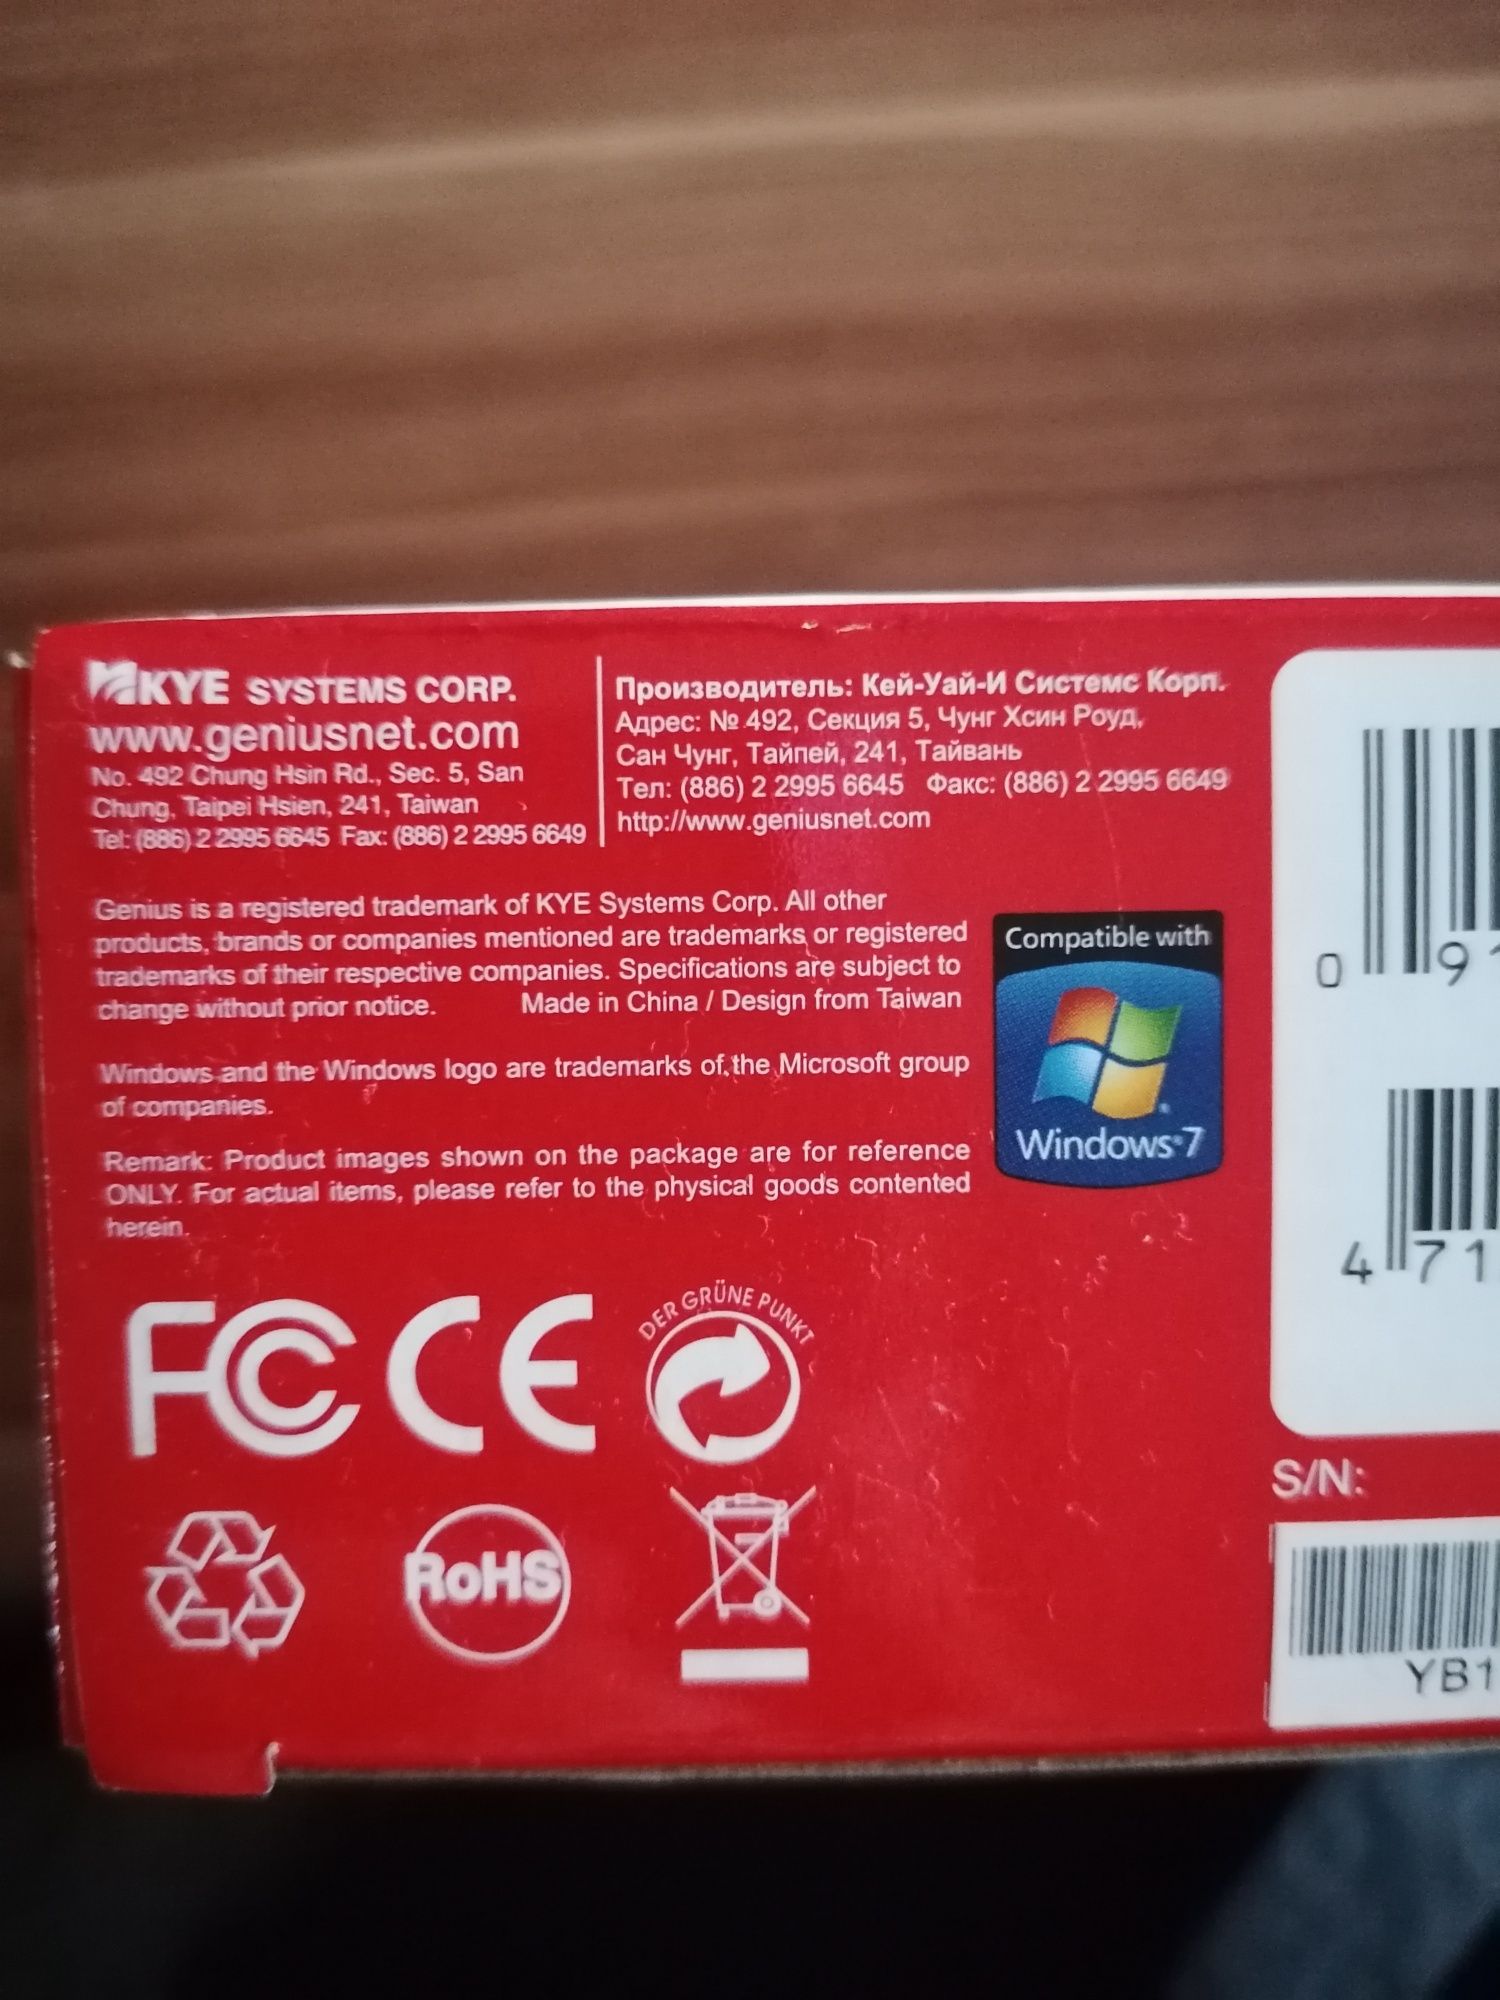 KYE SYSTEMS CORP.
www.geniusnet.com
No. 492 Chung Hsin Rd., Sec. 5, San
Chung, Taipei Hsien, 241, Taiwan
Tel: (886) 2 2995 6645 Fax: (886) 2 2995 6649
Производитель: Кей-Уай-И Системс Корп.
Адрес: № 492, Секция 5, Чунг Хсин Роуд,
Сан Чунг, Тайпей, 241, Тайвань
Тел: (886) 2 2995 6645 Факс: (886) 2 2995 6649
http://www.geniusnet.com
Genius is a registered trademark of KYE Systems Corp. All other
products, brands or companies mentioned are trademarks or registered
trademarks of their respective companies. Specifications are subject to
change without prior notice. Made in China / Design from Taiwan
Windows and the Windows logo are trademarks of the Microsoft group
of companies.
Remark: Product images shown on the package are for reference
ONLY. For actual items, please refer to the physical goods contented
herein.
Compatible with
Windows 7
FC CE
DER GRÜNE PUNKT
RoHS
0 91
4 71
S/N:
YB1